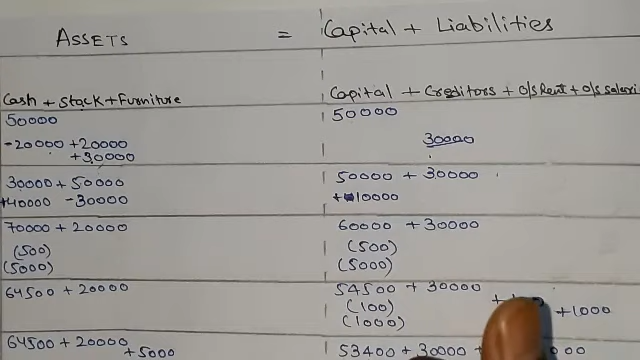 ASSETS = Capital + Liabilities
Cash + Stock + Furniture Capital + Creditors + O/s Rent + O/s Salari
50000 50000
-20000 +20000 30000
+30000
30000 + 50000 50000 + 30000
+40000 -30000 +10000
70000 + 20000 60000 + 30000
(500) (500)
(5000) (5000)
64500 + 20000 54500 + 30000
(100) +1000
(1000)
64500 + 20000 53400 + 30000 +
+5000